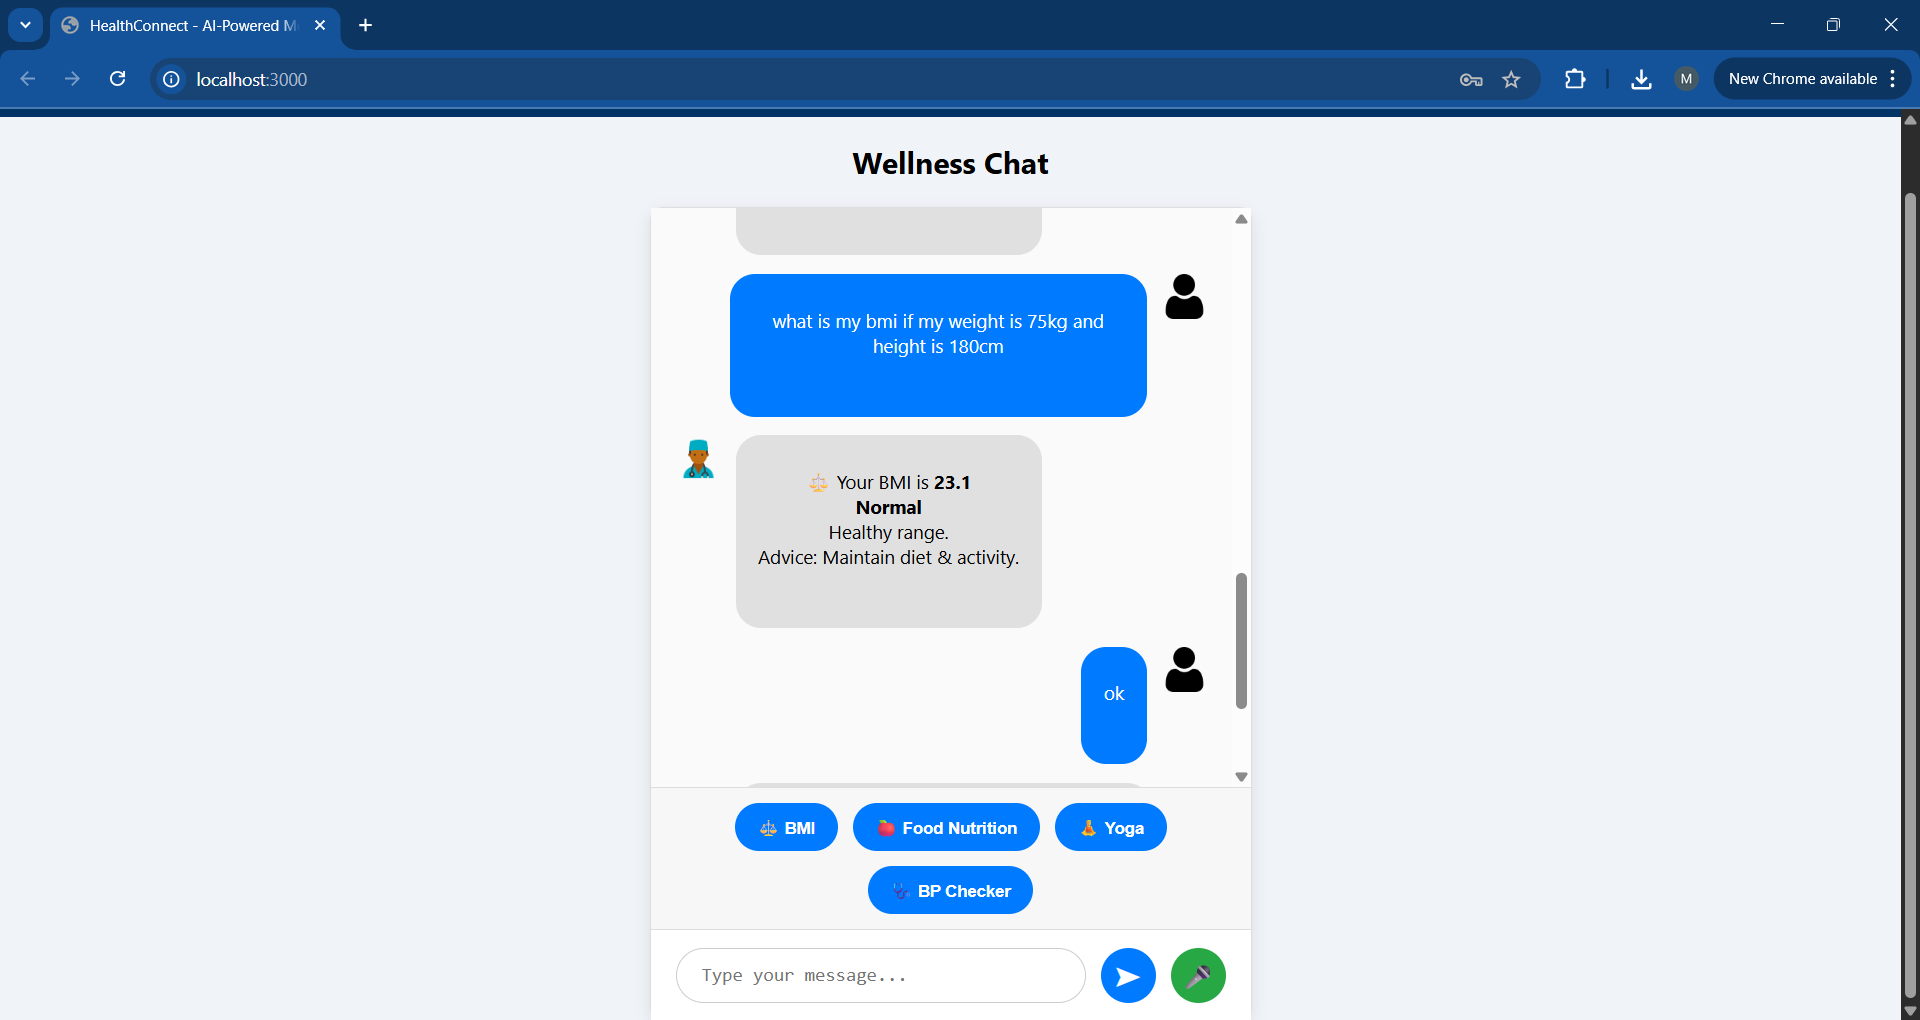 HealthConnect - AI-Powered M
localhost:3000
M
New Chrome available
Wellness Chat
what is my bmi if my weight is 75kg and
height is 180cm
Your BMI is 23.1
Normal
Healthy range.
Advice: Maintain diet & activity.
ok
BMI
Food Nutrition
Yoga
BP Checker
Type your message...